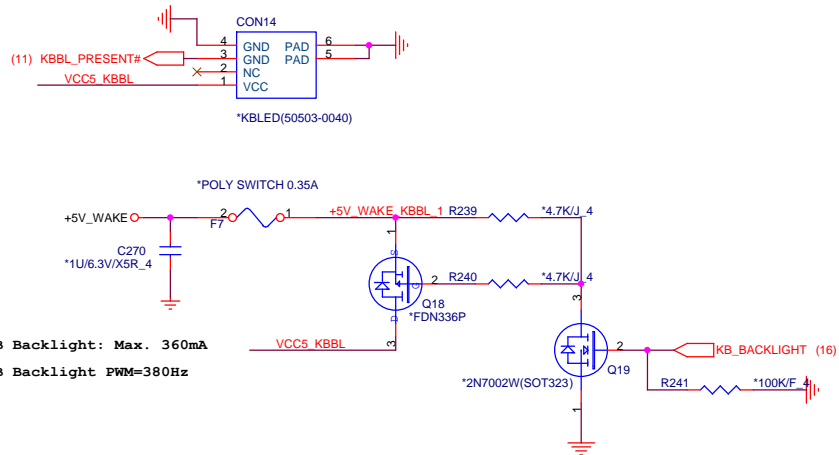 CON14
4 GND PAD 6
(11) KBBL_PRESENT# 3 GND PAD 5
2 NC
VCC5_KBBL 1 VCC
*KBLED(50503-0040)
*POLY SWITCH 0.35A
+5V_WAKE 2 F7 1 +5V_WAKE_KBBL_1 R239 *4.7K/J_4
C270
*1U/6.3V/X5R_4
1
S
G 2 R240 *4.7K/J_4
Q18
*FDN336P
D
3
Backlight: Max. 360mA
VCC5_KBBL
3
2 KB_BACKLIGHT (16)
Backlight PWM=380Hz
Q19
*2N7002W(SOT323)
R241 *100K/F_4
1